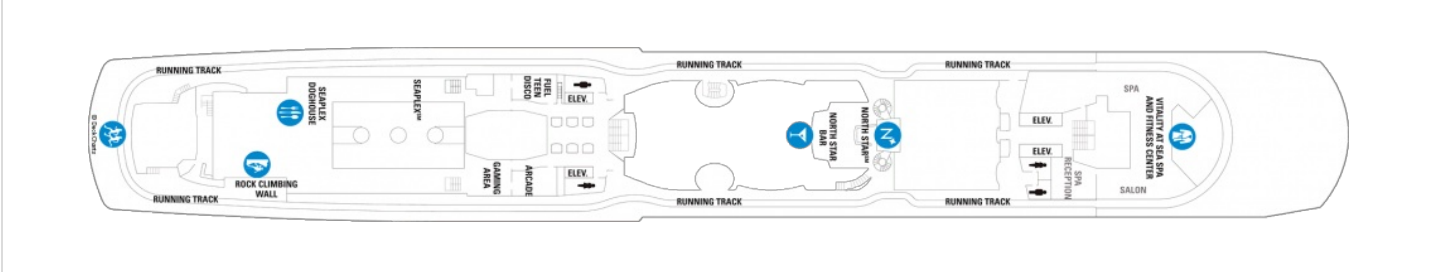 RUNNING TRACK
RUNNING TRACK
RUNNING TRACK
© DeckChartz
SEAPLEX
DOGHOUSE
SEAPLEX™
FUEL
TEEN
DISCO
ELEV.
NORTH STAR
BAR
NORTH STAR℠
N
ELEV.
SPA
VITALITY AT SEA SPA
AND FITNESS CENTER
ROCK CLIMBING
WALL
GAMING
AREA
ARCADE
ELEV.
ELEV.
SPA
RECEPTION
SALON
RUNNING TRACK
RUNNING TRACK
RUNNING TRACK